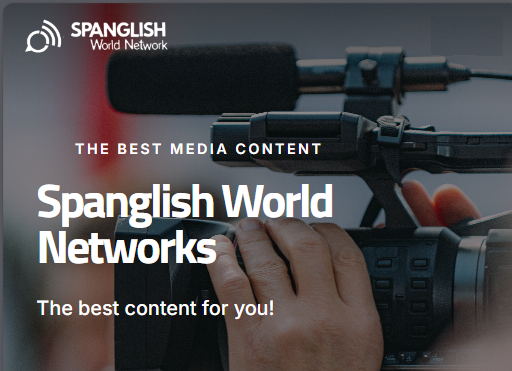 SPANGLISH
World Network
THE BEST MEDIA CONTENT
Spanglish World
Networks
The best content for you!